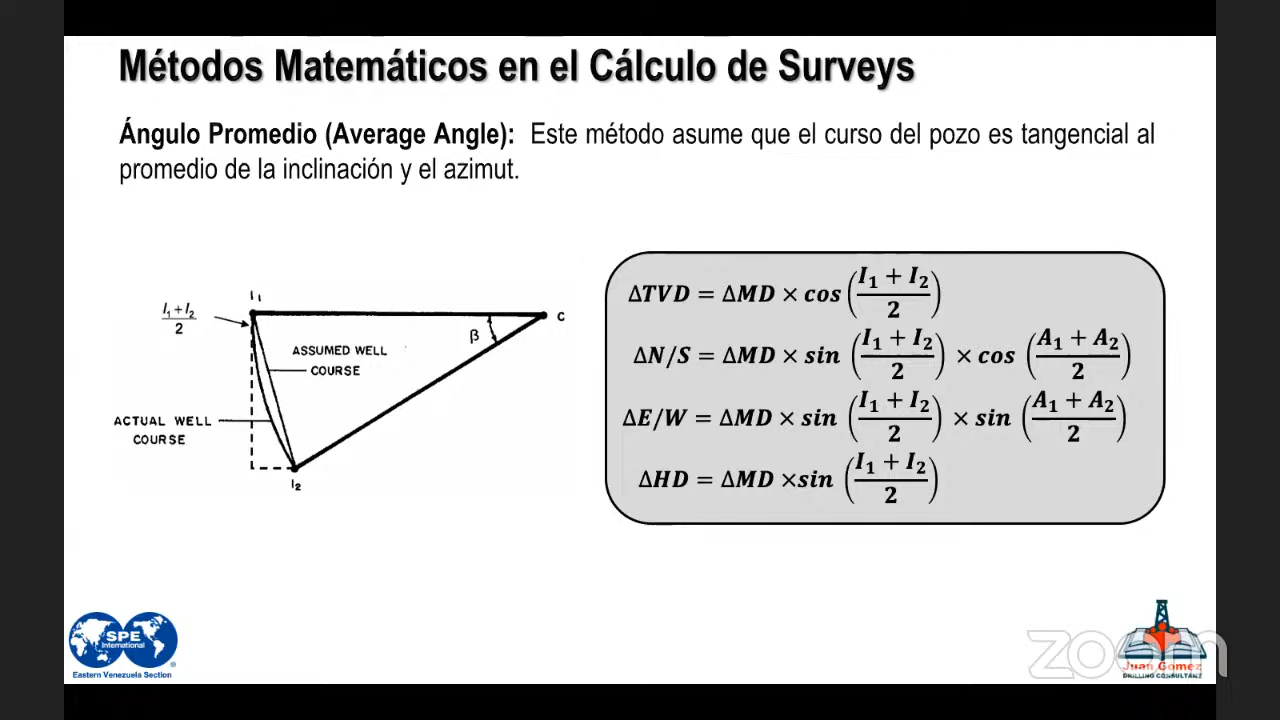 Métodos Matemáticos en el Cálculo de Surveys
Ángulo Promedio (Average Angle): Este método asume que el curso del pozo es tangencial al
promedio de la inclinación y el azimut.
I₁
(I₁ + I₂)/2
C
β
ASSUMED WELL
COURSE
ACTUAL WELL
COURSE
I₂
ΔTVD = ΔMD × cos ((I₁ + I₂)/2)
ΔN/S = ΔMD × sin ((I₁ + I₂)/2) × cos ((A₁ + A₂)/2)
ΔE/W = ΔMD × sin ((I₁ + I₂)/2) × sin ((A₁ + A₂)/2)
ΔHD = ΔMD ×sin ((I₁ + I₂)/2)
SPE
International
Eastern Venezuela Section
zoom
Juan Gomez
DRILLING CONSULTANT